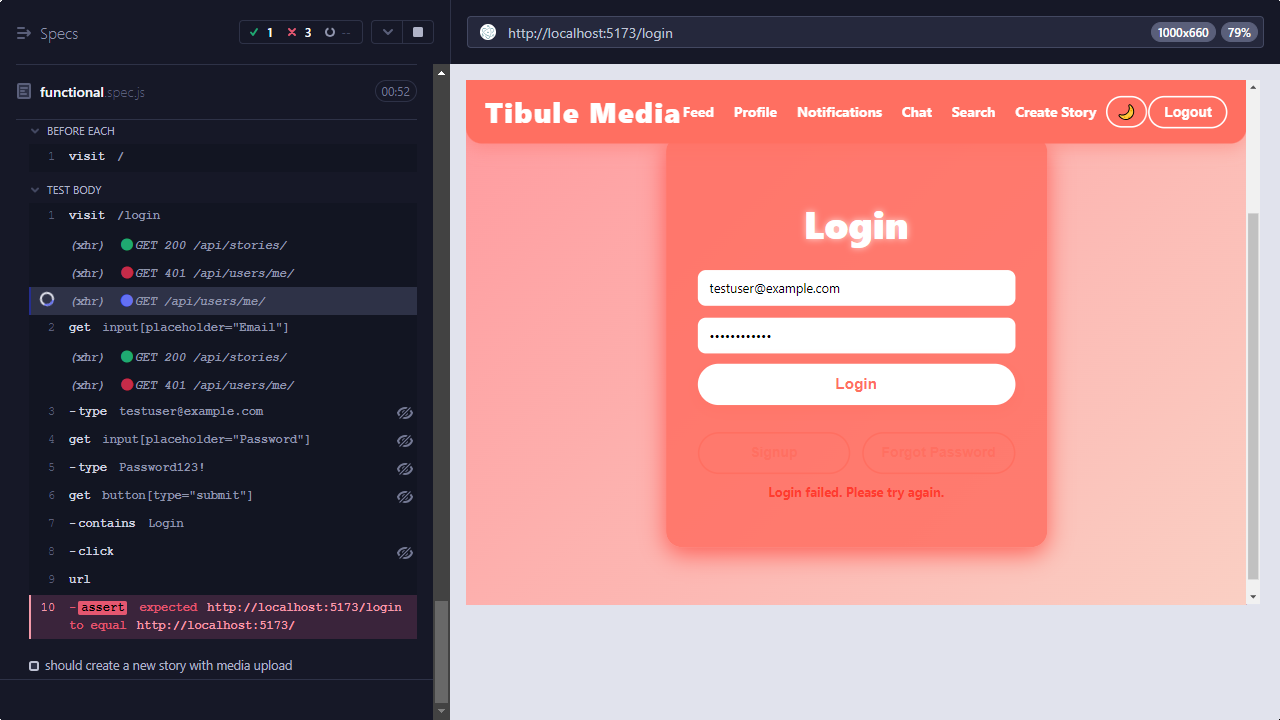 Specs
1
3
--
functional.spec.js
00:52
BEFORE EACH
1 visit /
TEST BODY
1 visit /login
(xhr) GET 200 /api/stories/
(xhr) GET 401 /api/users/me/
(xhr) GET /api/users/me/
2 get input[placeholder="Email"]
(xhr) GET 200 /api/stories/
(xhr) GET 401 /api/users/me/
3 -type testuser@example.com
4 get input[placeholder="Password"]
5 -type Password123!
6 get button[type="submit"]
7 -contains Login
8 -click
9 url
10 -assert expected http://localhost:5173/login
to equal http://localhost:5173/
should create a new story with media upload
http://localhost:5173/login
1000x660
79%
Tibule Media
Feed
Profile
Notifications
Chat
Search
Create Story
Logout
Login
testuser@example.com
••••••••••••
Login
Signup
Forgot Password
Login failed. Please try again.